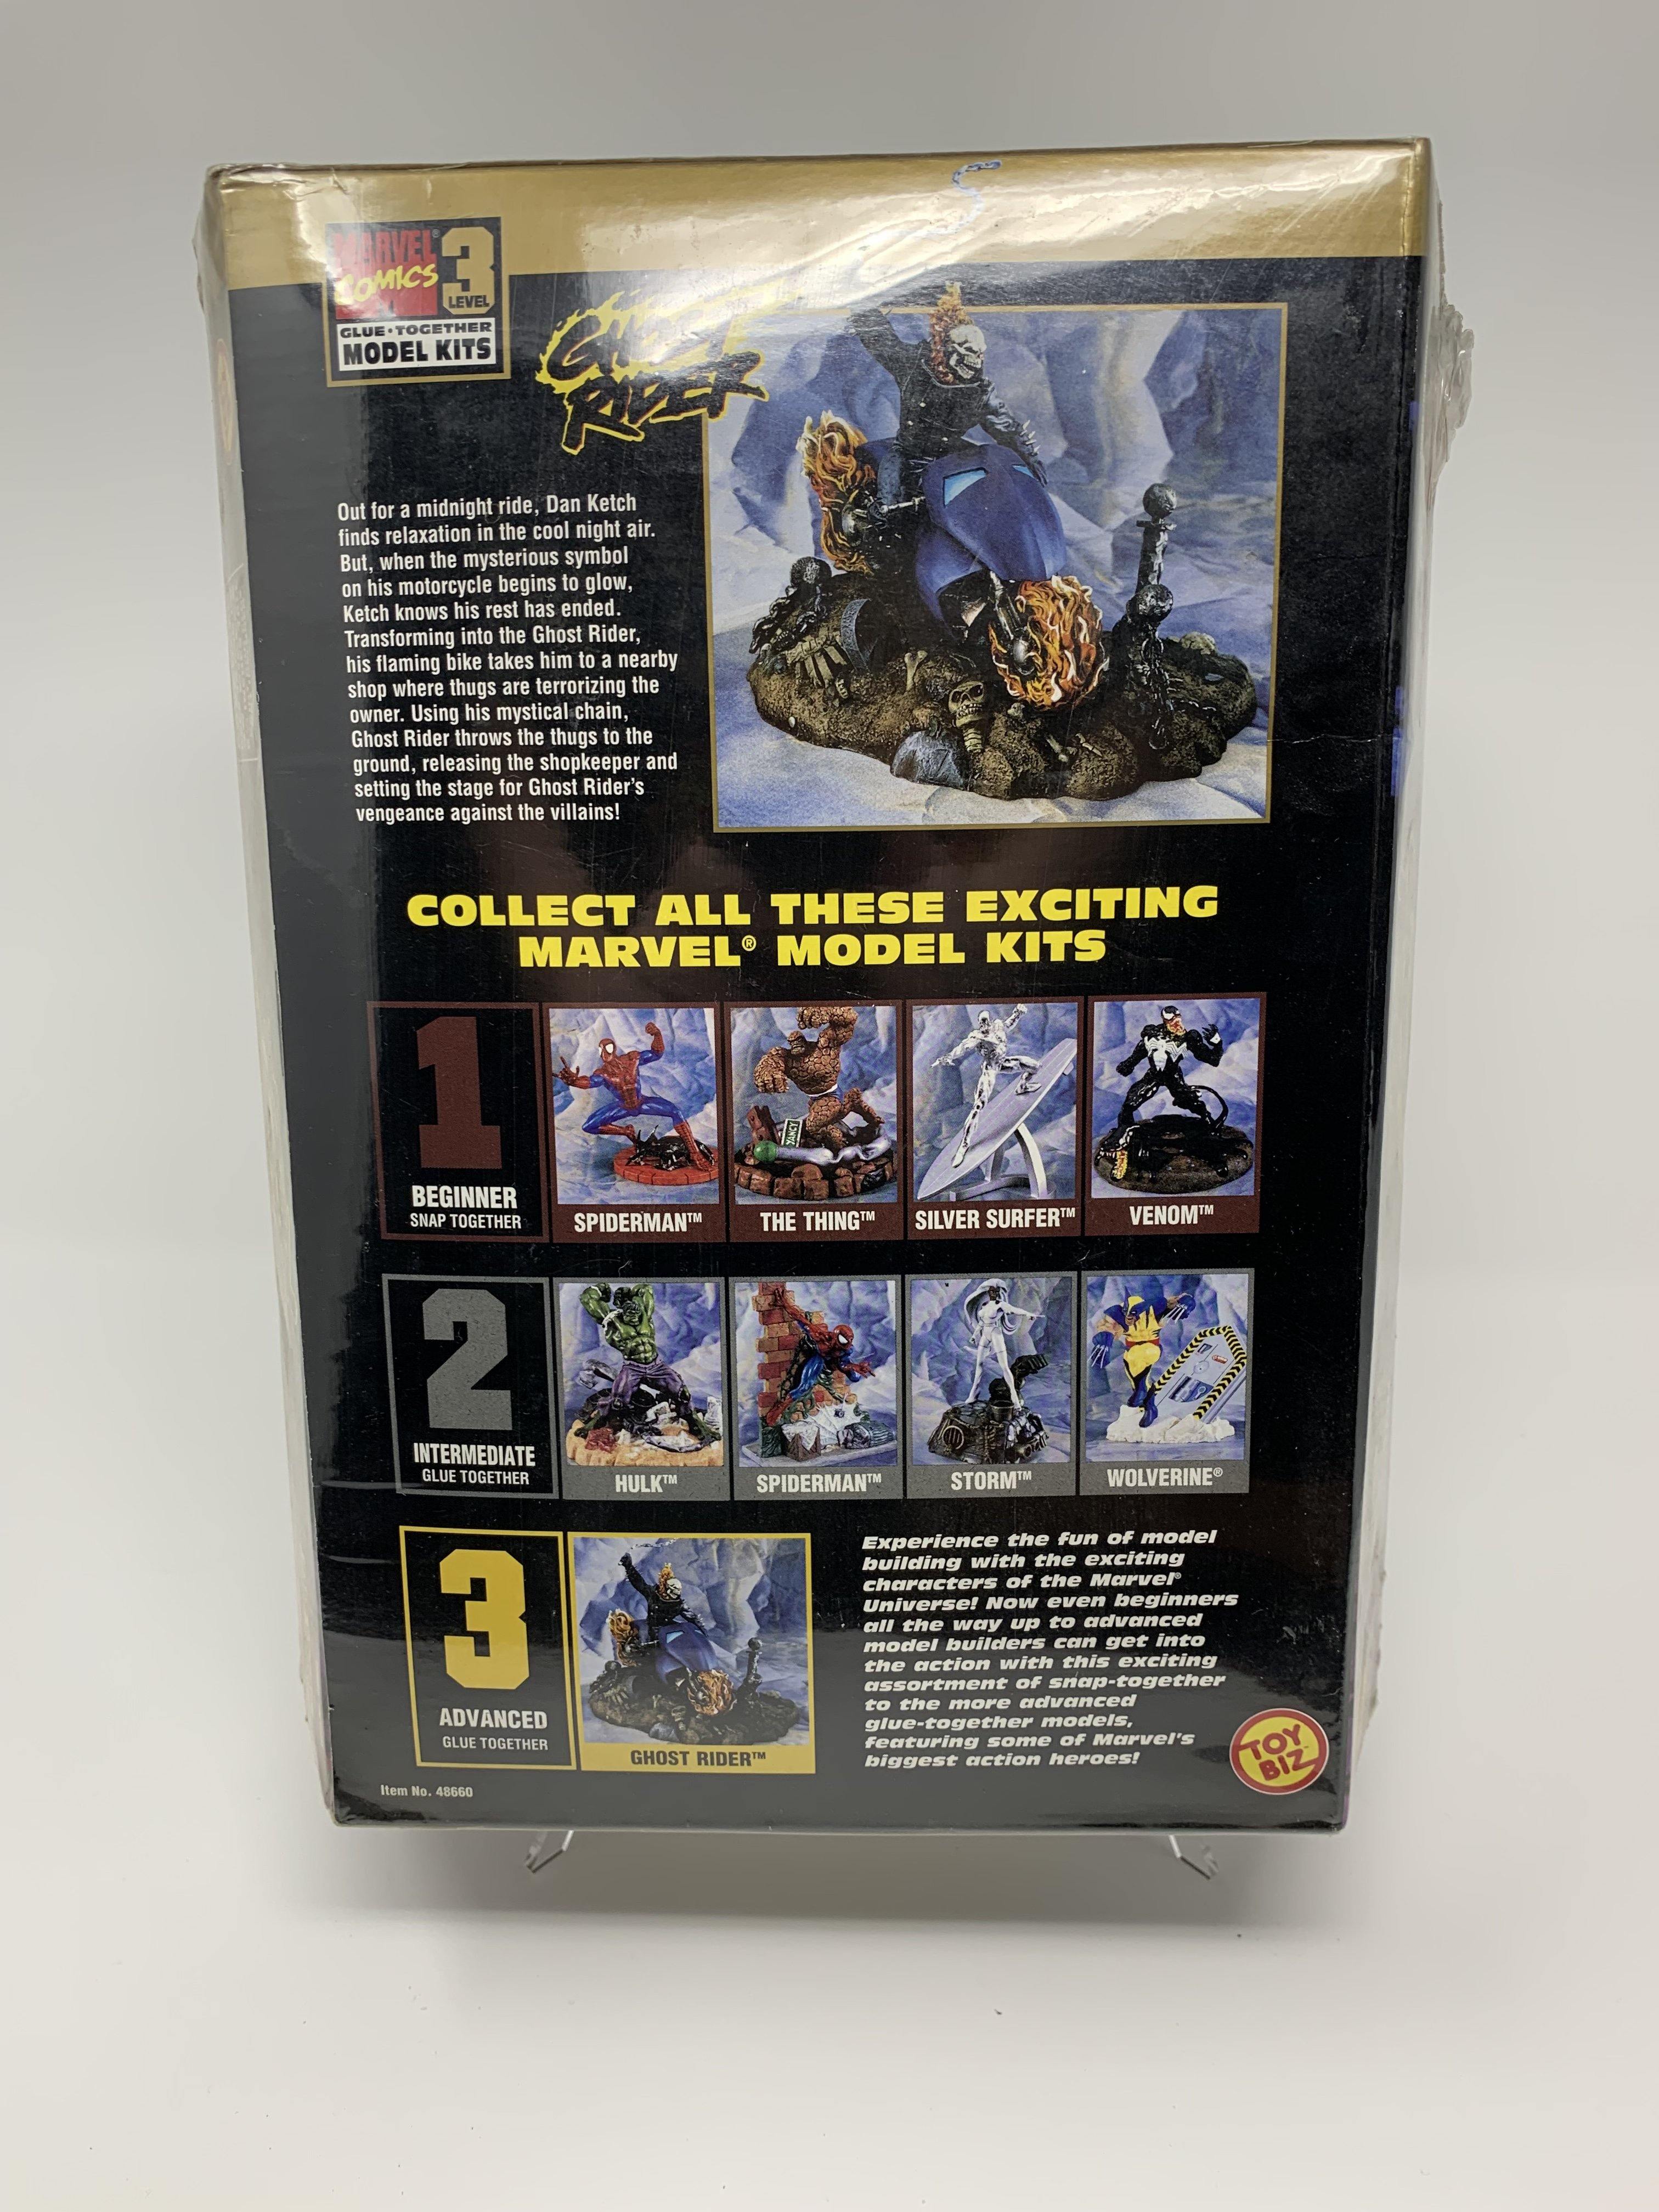 MARVEL®
COMICS
3
LEVEL
GLUE-TOGETHER
MODEL KITS
GHOST
RIDER
Out for a midnight ride, Dan Ketch
finds relaxation in the cool night air.
But, when the mysterious symbol
on his motorcycle begins to glow,
Ketch knows his rest has ended.
Transforming into the Ghost Rider,
his flaming bike takes him to a nearby
shop where thugs are terrorizing the
owner. Using his mystical chain,
Ghost Rider throws the thugs to the
ground, releasing the shopkeeper and
setting the stage for Ghost Rider's
vengeance against the villains!
COLLECT ALL THESE EXCITING
MARVEL® MODEL KITS
1
BEGINNER
SNAP TOGETHER
SPIDERMAN™
YANCY
THE THING™
SILVER SURFER™
VENOM™
2
INTERMEDIATE
GLUE TOGETHER
HULK™
SPIDERMAN™
STORM™
WOLVERINE®
3
ADVANCED
GLUE TOGETHER
GHOST RIDER™
Experience the fun of model
building with the exciting
characters of the Marvel®
Universe! Now even beginners
all the way up to advanced
model builders can get into
the action with this exciting
assortment of snap-together
to the more advanced
glue-together models,
featuring some of Marvel's
biggest action heroes!
TOY
BIZ
Item No. 48660